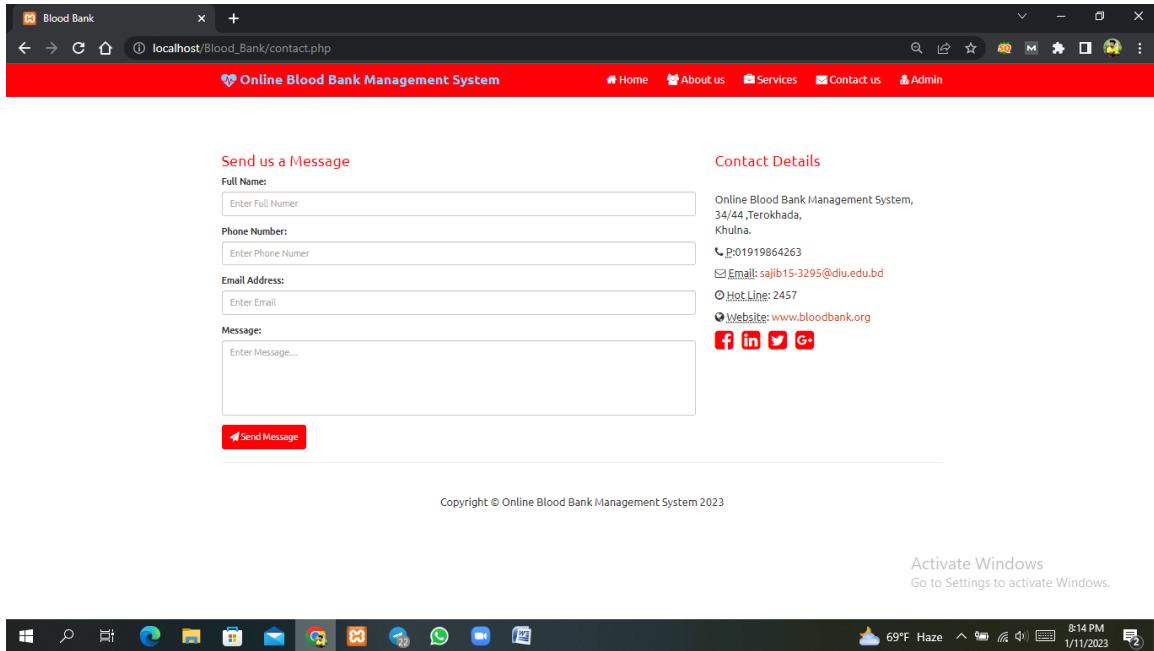 Blood Bank
localhost/Blood_Bank/contact.php
Online Blood Bank Management System
Home About us Services Contact us Admin
Send us a Message
Full Name:
Enter Full Numer
Phone Number:
Enter Phone Numer
Email Address:
Enter Email
Message:
Enter Message....
Send Message
Contact Details
Online Blood Bank Management System,
34/44 ,Terokhada,
Khulna.
P:01919864263
Email: sajib15-3295@diu.edu.bd
Hot Line: 2457
Website: www.bloodbank.org
Copyright © Online Blood Bank Management System 2023
Activate Windows
Go to Settings to activate Windows.
22
69°F Haze
8:14 PM
1/11/2023
2